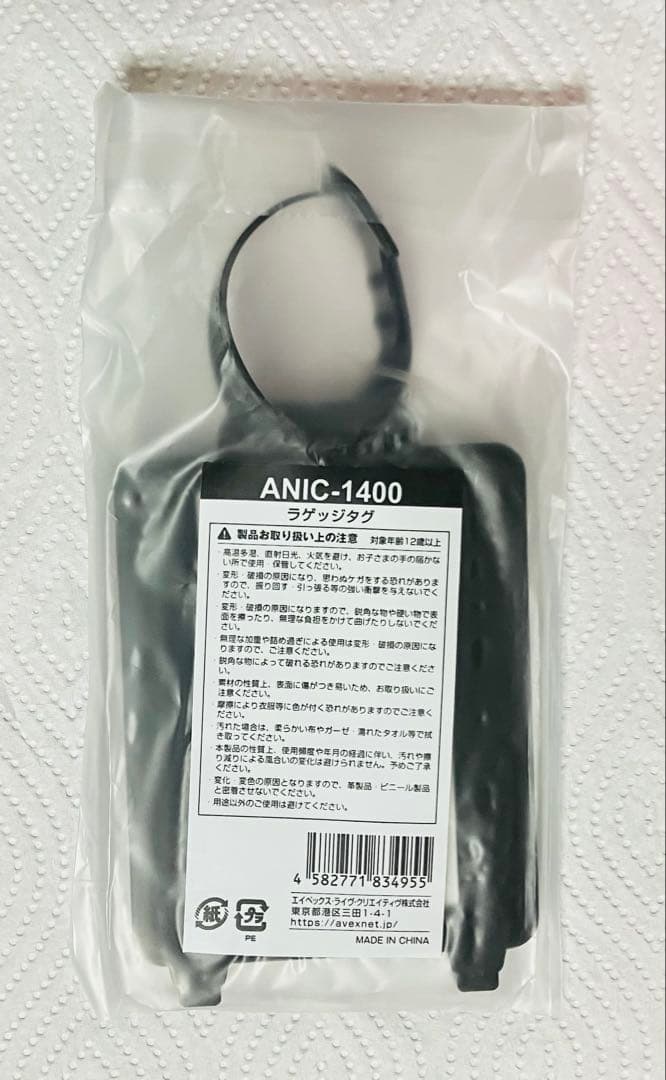 ANIC-1400
ラゲッジタグ
製品お取り扱い上の注意 対象年齢12歳以上
・高温多湿、直射日光、火気を避け、お子さまの手の届かな
い所で使用・保管してください。
・変形・破損の原因になり、思わぬケガをする恐れがありま
すので、振り回す・引っ張る等の強い衝撃を与えないでく
ださい。
・変形・破損の原因になりますので、鋭角な物や硬い物で表
面を擦ったり、無理な負担をかけて曲げたりしないでくだ
さい。
・無理な加重や詰め過ぎによる使用は変形・破損の原因にな
りますので、ご注意ください。
・鋭角な物によって破れる恐れがありますのでご注意くださ
い。
・素材の性質上、表面に傷がつき易いため、お取り扱いにご
注意ください。
・摩擦により衣服等に色が付く恐れがありますのでご注意く
ださい。
・汚れた場合は、柔らかい布やガーゼ・濡れたタオル等で拭
き取ってください。
・本製品の性質上、使用頻度や年月の経過に伴い、汚れや擦
り減りによる風合いの変化は避けられません。予めご了承
ください。
・変化・変色の原因となりますので、革製品・ビニール製品
と密着させないでください。
・用途以外のご使用は避けてください。
4 582771 834955
紙
プラ
PE
エイベックス・ライヴ・クリエイティヴ株式会社
東京都港区三田1-4-1
https://avexnet.jp/
MADE IN CHINA